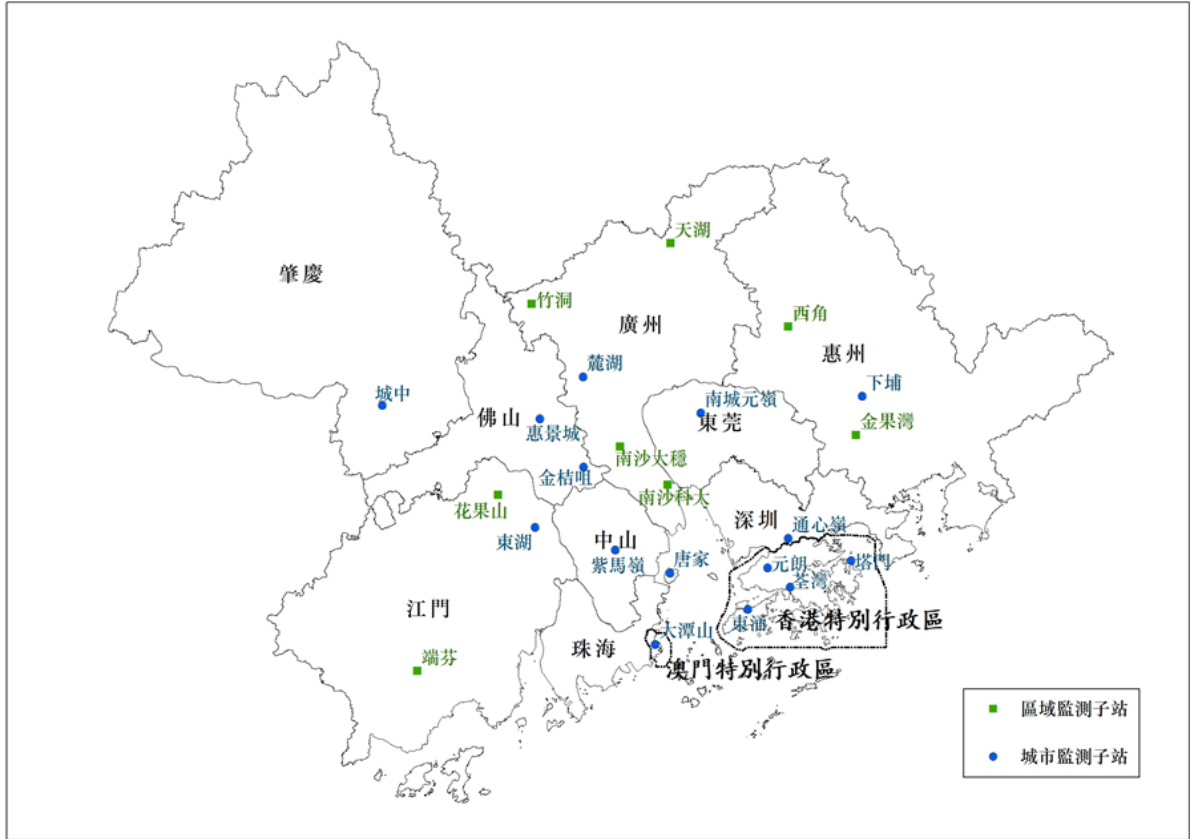 天湖
肇慶
竹洞
西角
廣州
惠州
麓湖
城中
下埔
南城元嶺
佛山
東莞
金果灣
惠景城
南沙大穩
金桔咀
南沙科大
花果山
深圳
通心嶺
東湖
中山
紫馬嶺
唐家
元朗
塔門
荃灣
江門
東涌
香港特別行政區
大潭山
珠海
端芬
澳門特別行政區
區域監測子站
城市監測子站